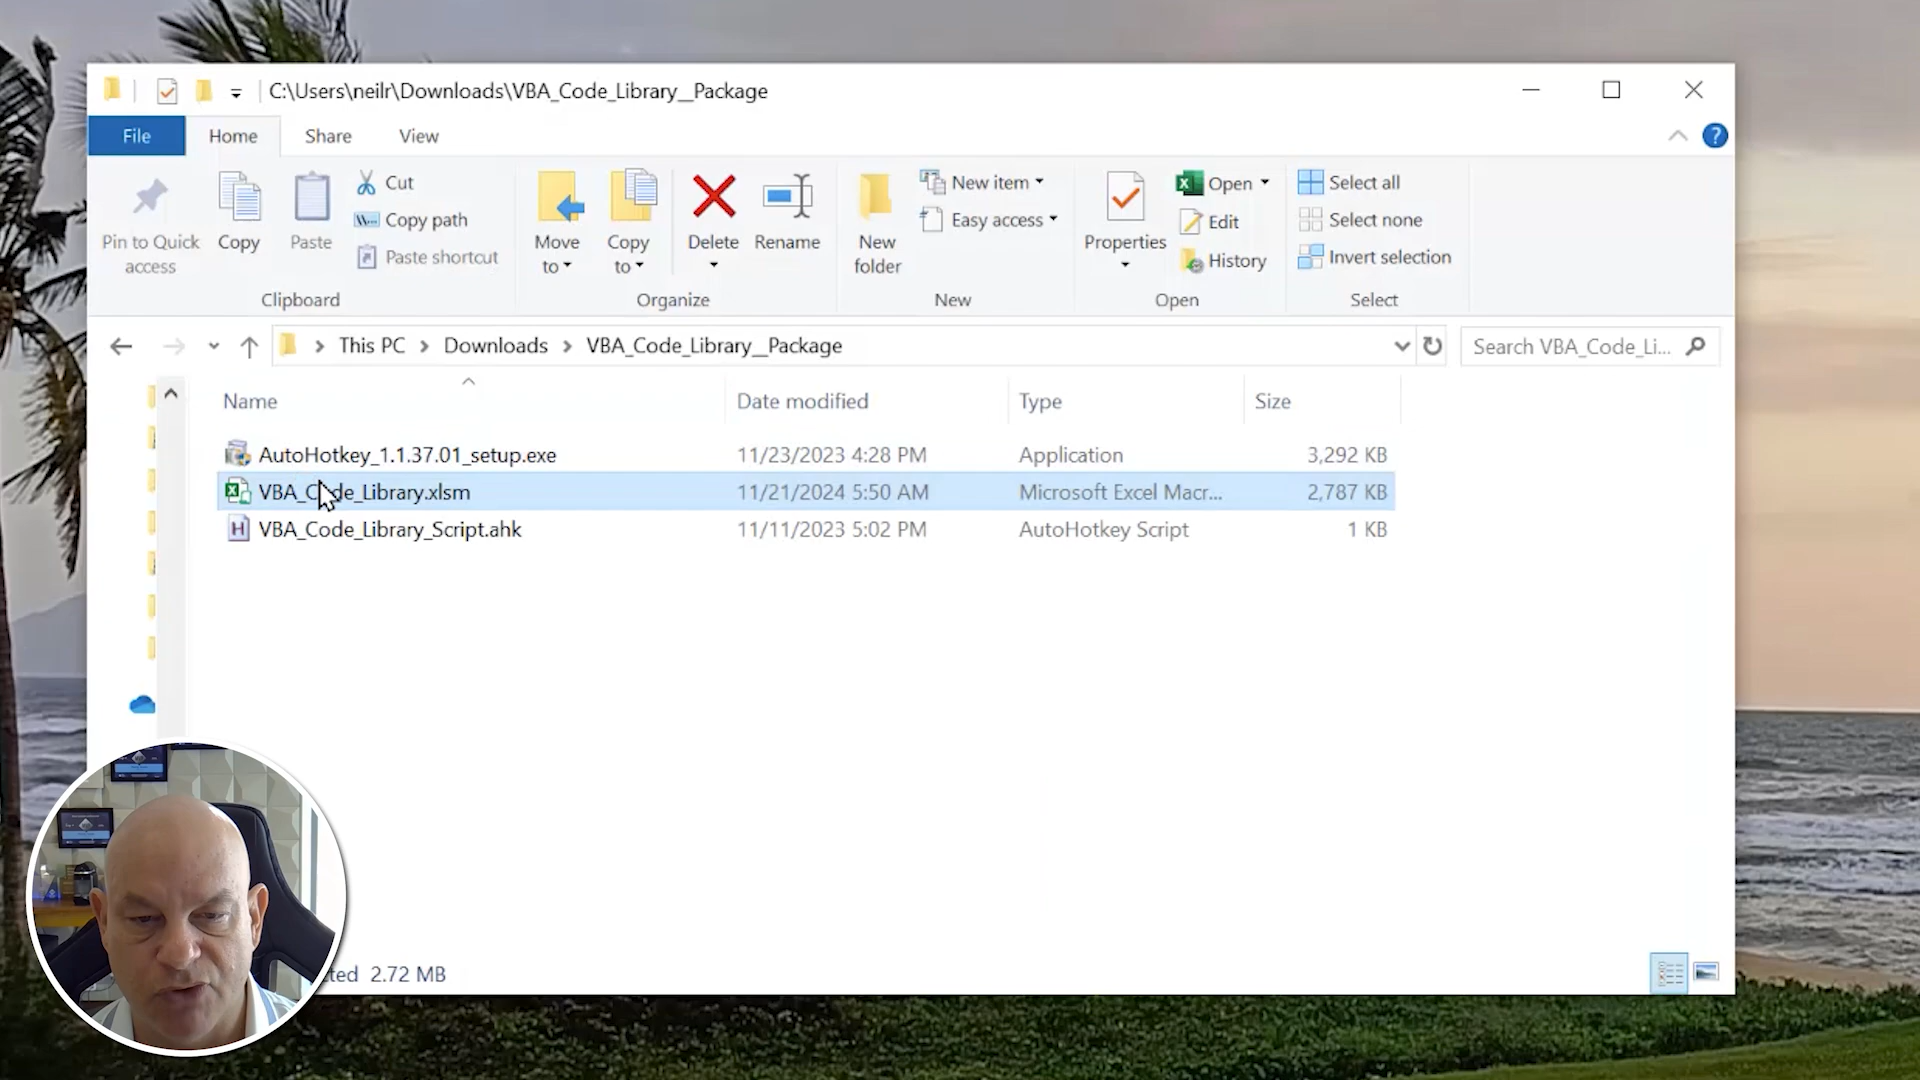 C:\Users\neilr\Downloads\VBA_Code_Library__Package
File Home Share View
Pin to Quick access
Copy
Paste
Cut
Copy path
Paste shortcut
Clipboard
Move to
Copy to
Delete
Rename
Organize
New folder
New item
Easy access
New
Properties
Open
Edit
History
Open
Select all
Select none
Invert selection
Select
This PC Downloads VBA_Code_Library__Package
Search VBA_Code_Li...
Name Date modified Type Size
AutoHotkey_1.1.37.01_setup.exe 11/23/2023 4:28 PM Application 3,292 KB
VBA_Code_Library.xlsm 11/21/2024 5:50 AM Microsoft Excel Macr... 2,787 KB
VBA_Code_Library_Script.ahk 11/11/2023 5:02 PM AutoHotkey Script 1 KB
2.72 MB